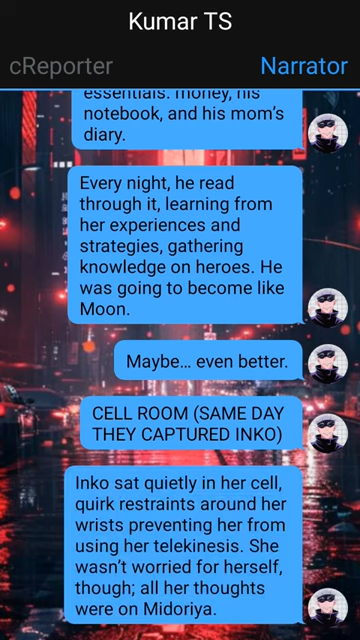 Kumar TS
cReporter
Narrator
essentials: money, his
notebook, and his mom's
diary.
Every night, he read
through it, learning from
her experiences and
strategies, gathering
knowledge on heroes. He
was going to become like
Moon.
Maybe... even better.
CELL ROOM (SAME DAY
THEY CAPTURED INKO)
Inko sat quietly in her cell,
quirk restraints around her
wrists preventing her from
using her telekinesis. She
wasn't worried for herself,
though; all her thoughts
were on Midoriya.